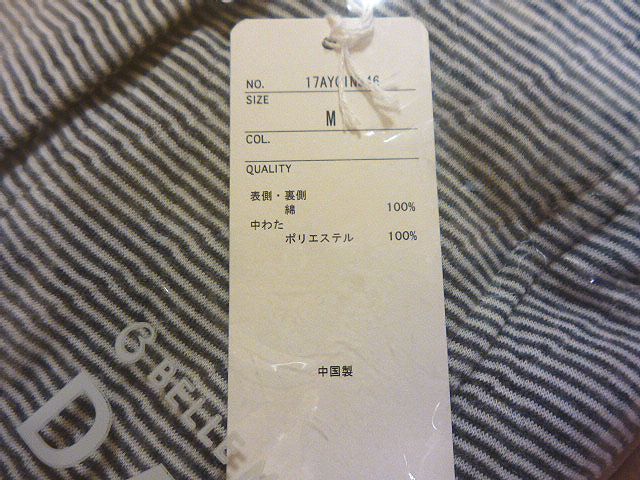 NO.
SIZE
M
COL.
QUALITY
表側・裏側
綿 100%
中わた
ポリエステル 100%
中国製